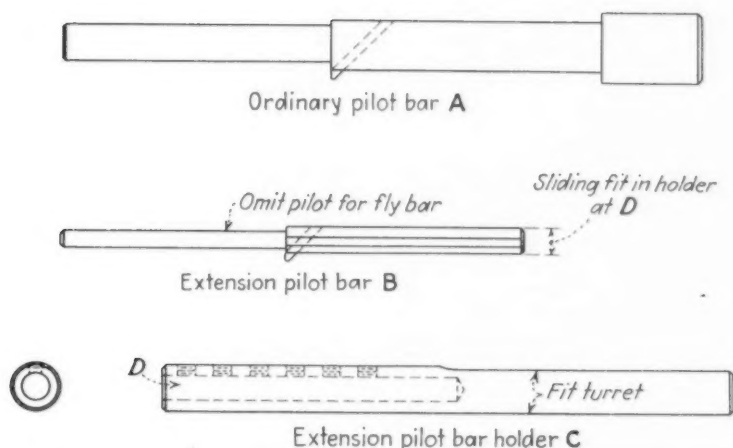 Ordinary pilot bar A
Omit pilot for fly bar
Sliding fit in holder
at D
Extension pilot bar B
D
Fit turret
Extension pilot bar holder C